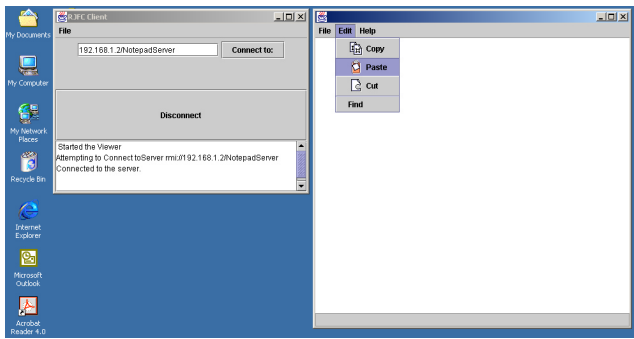 My Documents
My Computer
My Network
Places
Recycle Bin
Internet
Explorer
Microsoft
Outlook
Acrobat
Reader 4.0
RJFC Client
File
192.168.1.2/NotepadServer
Connect to:
Disconnect
Started the Viewer
Attempting to Connect toServer rmi://192.168.1.2/NotepadServer
Connected to the server.
File Edit Help
Copy
Paste
Cut
Find